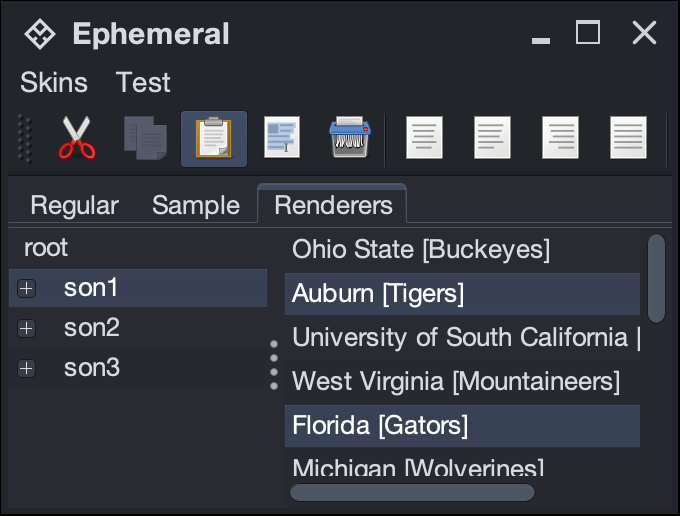 Ephemeral
Skins Test
Regular Sample Renderers
root
son1
son2
son3
Ohio State [Buckeyes]
Auburn [Tigers]
University of South California [
West Virginia [Mountaineers]
Florida [Gators]
Michigan [Wolverines]